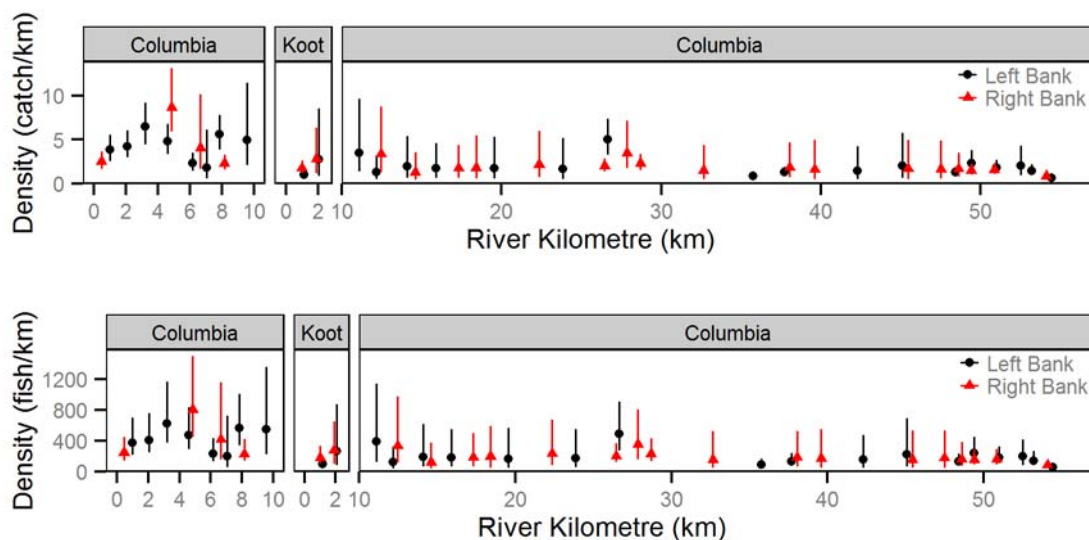 Columbia Koot Columbia
Density (catch/km)
10
5
0
Left Bank
Right Bank
0 2 4 6 8 10 0 2 10 20 30 40 50
River Kilometre (km)
Columbia Koot Columbia
Density (fish/km)
1200
800
400
0
Left Bank
Right Bank
0 2 4 6 8 10 0 2 10 20 30 40 50
River Kilometre (km)